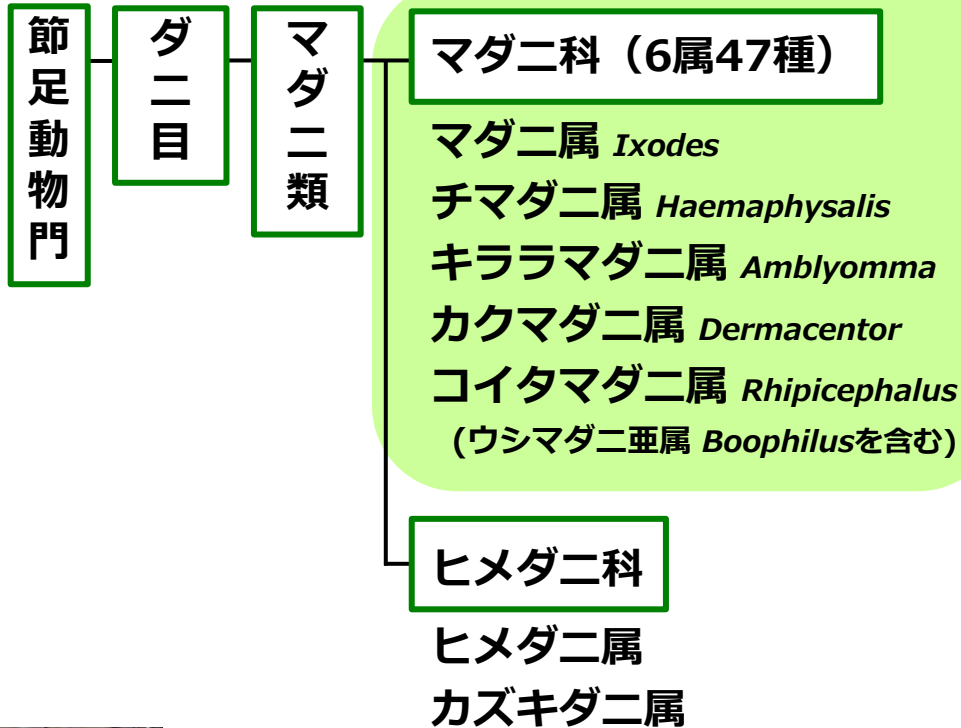 節足動物門
ダニ目
マダニ類
マダニ科（6属47種）
マダニ属 Ixodes
チマダニ属 Haemaphysalis
キララマダニ属 Amblyomma
カクマダニ属 Dermacentor
コイタマダニ属 Rhipicephalus
(ウシマダニ亜属 Boophilusを含む)
ヒメダニ科
ヒメダニ属
カズキダニ属